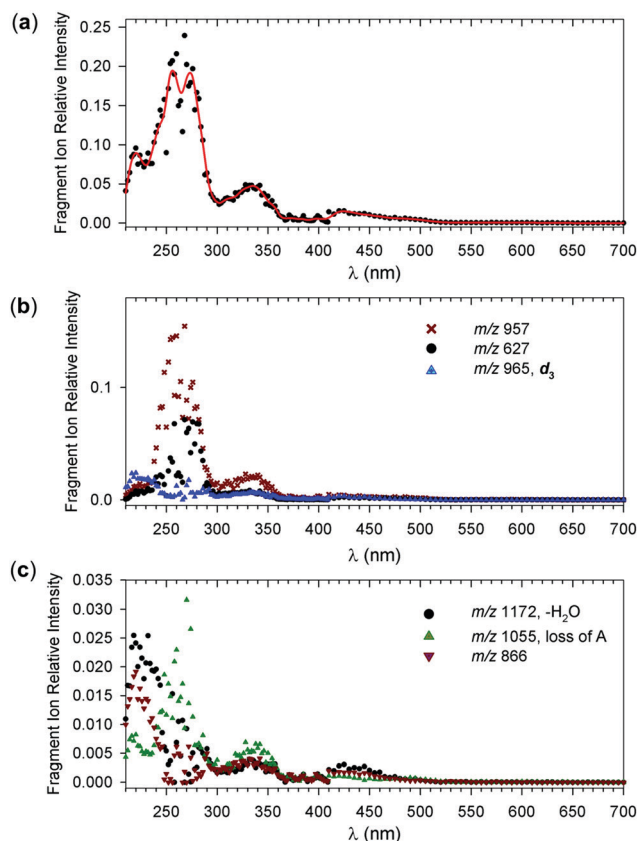 (a)
Fragment Ion Relative Intensity
0.25
0.20
0.15
0.10
0.05
0.00
250 300 350 400 450 500 550 600 650 700
λ (nm)
(b)
Fragment Ion Relative Intensity
0.1
0.0
m/z 957
m/z 627
m/z 965, d₃
250 300 350 400 450 500 550 600 650 700
λ (nm)
(c)
Fragment Ion Relative Intensity
0.035
0.030
0.025
0.020
0.015
0.010
0.005
0.000
m/z 1172, -H₂O
m/z 1055, loss of A
m/z 866
250 300 350 400 450 500 550 600 650 700
λ (nm)